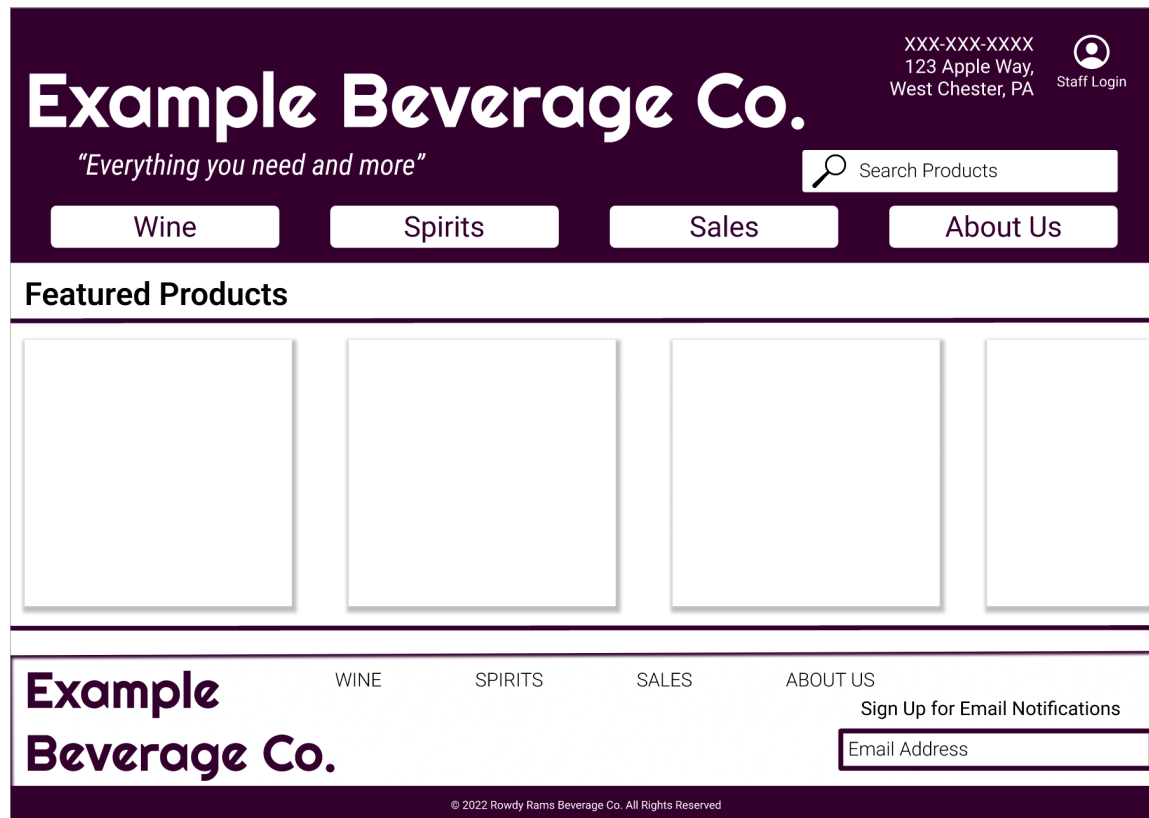 XXX-XXX-XXXX
123 Apple Way,
West Chester, PA
Staff Login
Example Beverage Co.
“Everything you need and more”
Search Products
Wine
Spirits
Sales
About Us
Featured Products
Example
Beverage Co.
WINE
SPIRITS
SALES
ABOUT US
Sign Up for Email Notifications
Email Address
© 2022 Rowdy Rams Beverage Co. All Rights Reserved